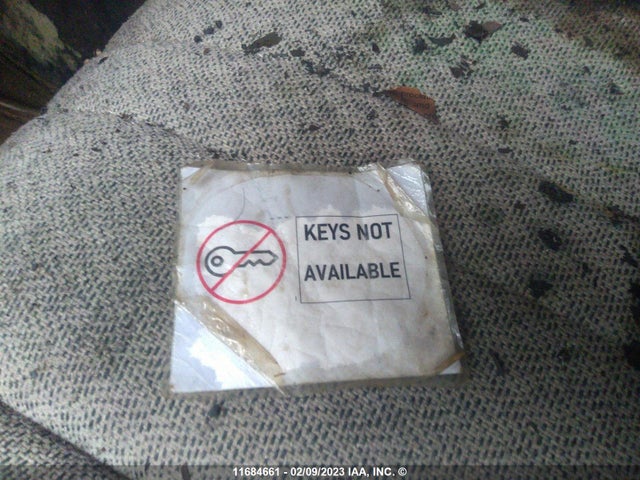 KEYS NOT
AVAILABLE
11684661 - 02/09/2023 IAA, INC. ©